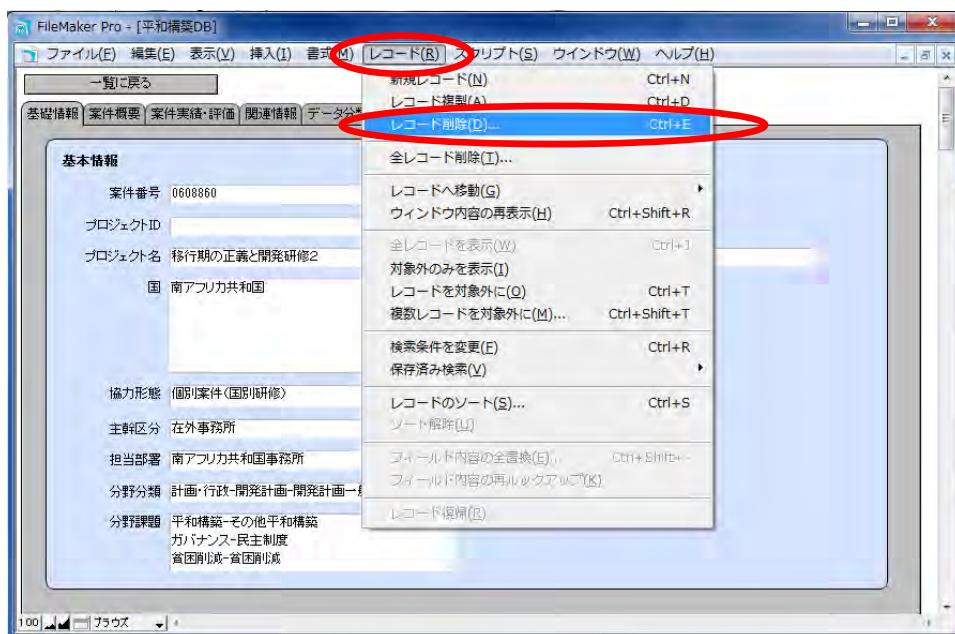 FileMaker Pro - [平和構築DB]
ファイル(F) 編集(E) 表示(V) 挿入(I) 書式(M) レコード(R) スクリプト(S) ウインドウ(W) ヘルプ(H)
一覧に戻る
基礎情報 案件概要 案件実績・評価 関連情報 データ分類
基本情報
案件番号 0608860
プロジェクトID
プロジェクト名 移行期の正義と開発研修2
国 南アフリカ共和国
協力形態 個別案件(国別研修)
主幹区分 在外事務所
担当部署 南アフリカ共和国事務所
分野分類 計画・行政-開発計画-開発計画一般
分野課題 平和構築-その他平和構築
ガバナンス-民主制度
貧困削減-貧困削減
新規レコード(N) Ctrl+N
レコード複製(A) Ctrl+D
レコード削除(D)... Ctrl+E
全レコード削除(T)...
レコードへ移動(G)
ウィンドウ内容の再表示(H) Ctrl+Shift+R
全レコードを表示(W) Ctrl+J
対象外のみを表示(I)
レコードを対象外に(O) Ctrl+T
複数レコードを対象外に(M)... Ctrl+Shift+T
検索条件を変更(F) Ctrl+R
保存済み検索(V)
レコードのソート(S)... Ctrl+S
ソート解除(U)
フィールド内容の全置換(E)...
フィールド内容の再ルックアップ(K)
レコード復帰(R)
100 ブラウズ